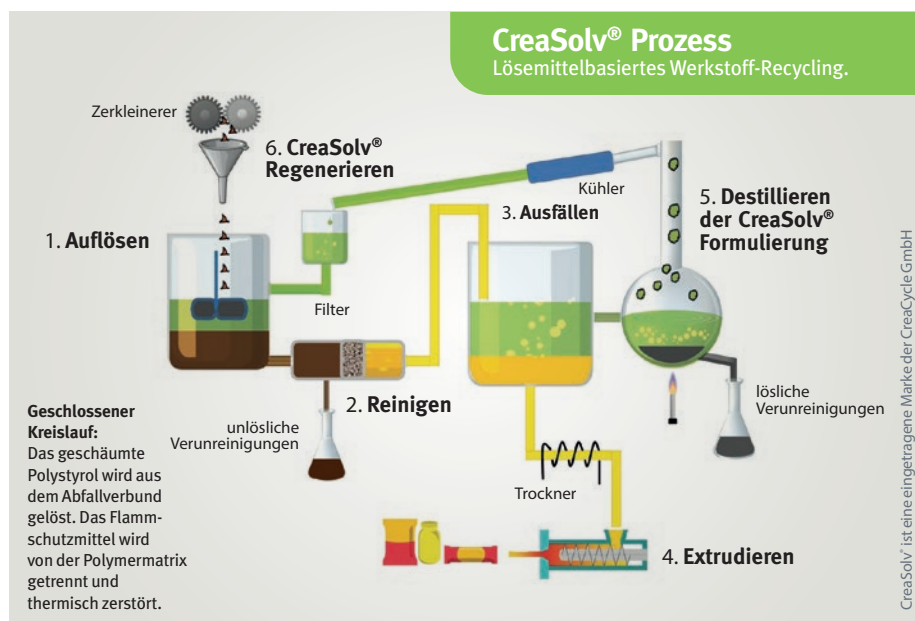 CreaSolv® Prozess
Lösemittelbasiertes Werkstoff-Recycling.
Zerkleinerer
6. CreaSolv®
Regenerieren
Kühler
3. Ausfällen
5. Destillieren
der CreaSolv®
Formulierung
1. Auflösen
Filter
2. Reinigen
unlösliche
Verunreinigungen
lösliche
Verunreinigungen
Trockner
4. Extrudieren
Geschlossener
Kreislauf:
Das geschäumte
Polystyrol wird aus
dem Abfallverbund
gelöst. Das Flamm-
schutzmittel wird
von der Polymermatrix
getrennt und
thermisch zerstört.
CreaSolv® ist eine eingetragene Marke der CreaCycle GmbH